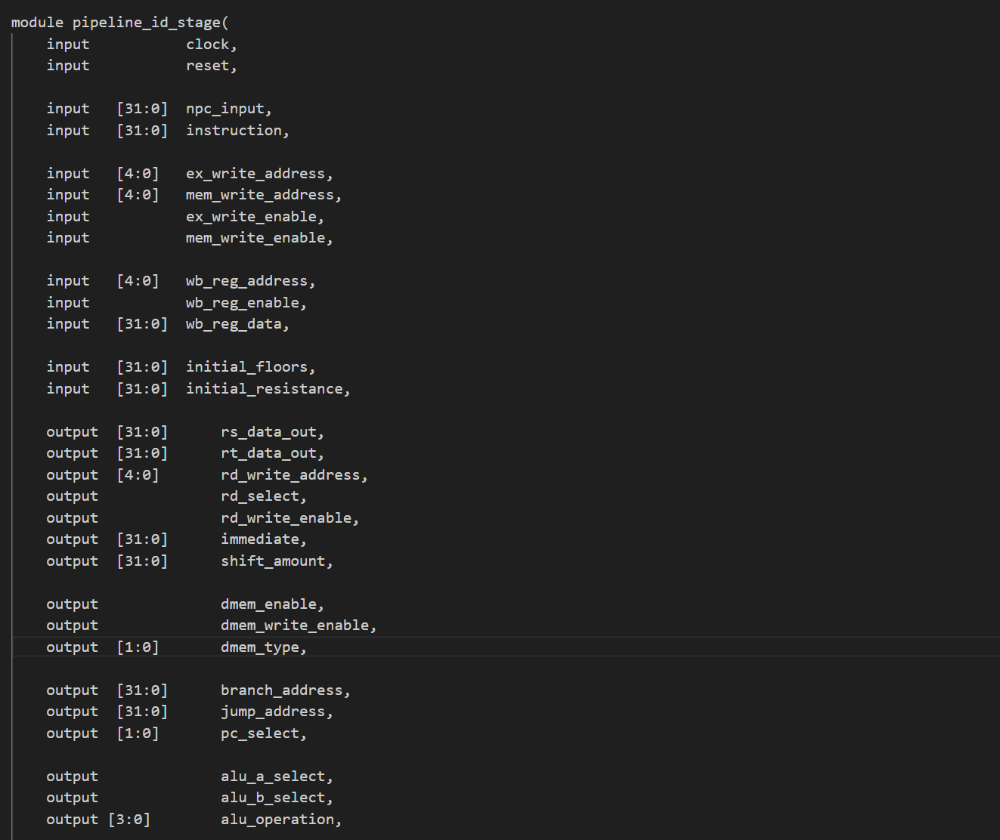 module pipeline_id_stage(
input clock,
input reset,
input [31:0] npc_input,
input [31:0] instruction,
input [4:0] ex_write_address,
input [4:0] mem_write_address,
input ex_write_enable,
input mem_write_enable,
input [4:0] wb_reg_address,
input wb_reg_enable,
input [31:0] wb_reg_data,
input [31:0] initial_floors,
input [31:0] initial_resistance,
output [31:0] rs_data_out,
output [31:0] rt_data_out,
output [4:0] rd_write_address,
output rd_select,
output rd_write_enable,
output [31:0] immediate,
output [31:0] shift_amount,
output dmem_enable,
output dmem_write_enable,
output [1:0] dmem_type,
output [31:0] branch_address,
output [31:0] jump_address,
output [1:0] pc_select,
output alu_a_select,
output alu_b_select,
output [3:0] alu_operation,